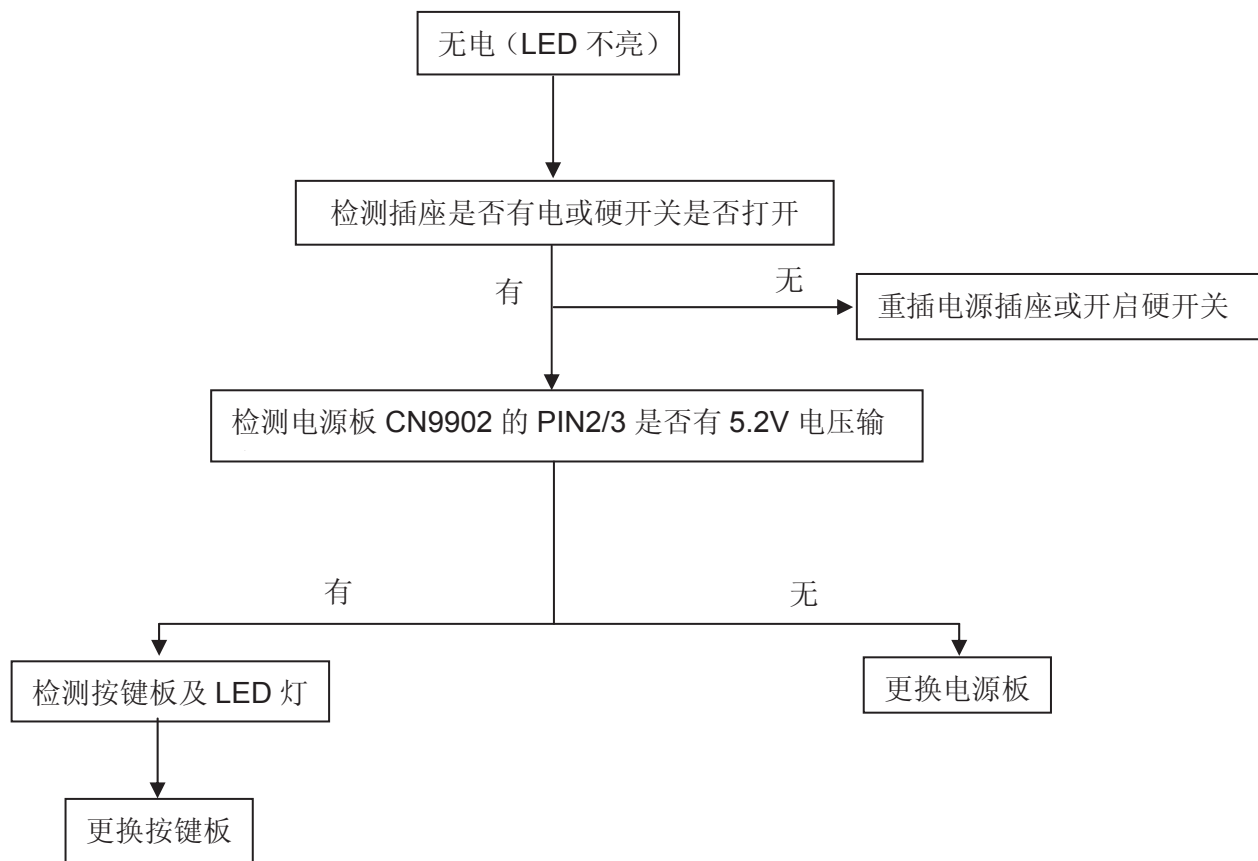 无电（LED 不亮）
检测插座是否有电或硬开关是否打开
有
无
重插电源插座或开启硬开关
检测电源板 CN9902 的 PIN2/3 是否有 5.2V 电压输
有
无
检测按键板及 LED 灯
更换电源板
更换按键板